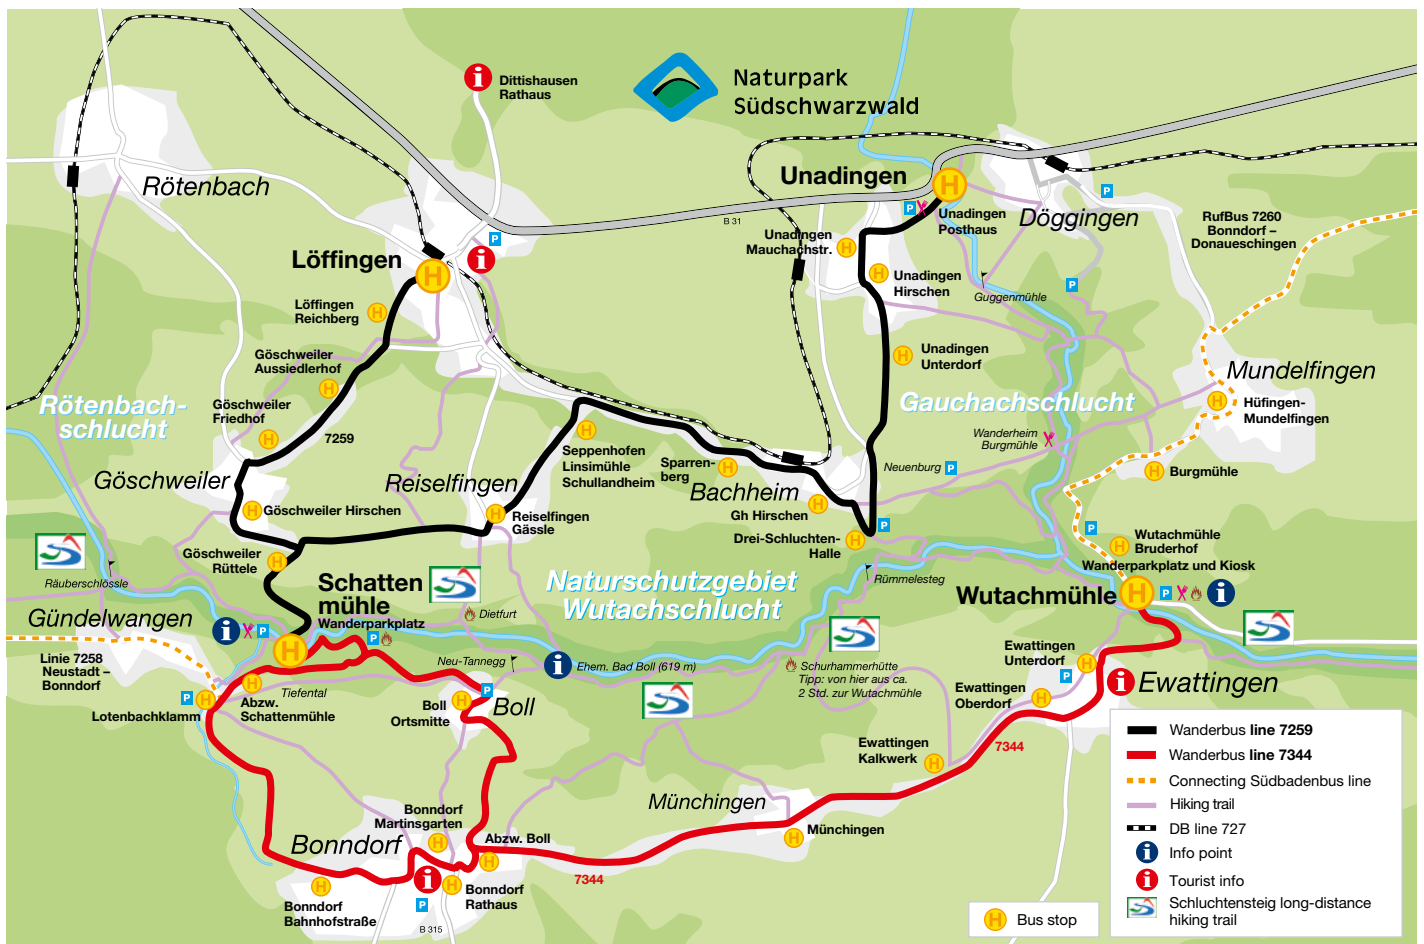 Dittishausen
Rathaus
Naturpark
Südschwarzwald
Rötenbach
Unadingen
Döggingen
Unadingen
Posthaus
RufBus 7260
Bonndorf –
Donaueschingen
B 31
Unadingen
Mauchachstr.
Löffingen
Unadingen
Hirschen
Guggenmühle
Löffingen
Reichberg
Göschweiler
Aussiedlerhof
Unadingen
Unterdorf
Mundelfingen
Rötenbach-
schlucht
Göschweiler
Friedhof
7259
Gauchachschlucht
Hüfingen-
Mundelfingen
Wanderheim
Burgmühle
Seppenhofen
Linsimühle
Schullandheim
Sparren-
berg
Neuenburg
Burgmühle
Göschweiler
Reiselfingen
Bachheim
Göschweiler Hirschen
Reiselfingen
Gässle
Gh Hirschen
Drei-Schluchten-
Halle
Wutachmühle
Bruderhof
Wanderparkplatz und Kiosk
Göschweiler
Rüttele
Räuberschlössle
Schatten
mühle
Wanderparkplatz
Naturschutzgebiet
Wutachschlucht
Rümmelesteg
Wutachmühle
Dietfurt
Gündelwangen
Linie 7258
Neustadt –
Bonndorf
Neu-Tannegg
Ehem. Bad Boll (619 m)
Schurhammerhütte
Tipp: von hier aus ca.
2 Std. zur Wutachmühle
Ewattingen
Unterdorf
Ewattingen
Ewattingen
Oberdorf
Tiefental
Abzw.
Schattenmühle
Lotenbachklamm
Boll
Ortsmitte
Boll
Ewattingen
Kalkwerk
7344
Münchingen
Münchingen
Bonndorf
Martinsgarten
Bonndorf
Abzw. Boll
7344
Bonndorf
Rathaus
Bonndorf
Bahnhofstraße
B 315
Wanderbus line 7259
Wanderbus line 7344
Connecting Südbadenbus line
Hiking trail
DB line 727
Info point
Tourist info
Schluchtensteig long-distance
hiking trail
H Bus stop